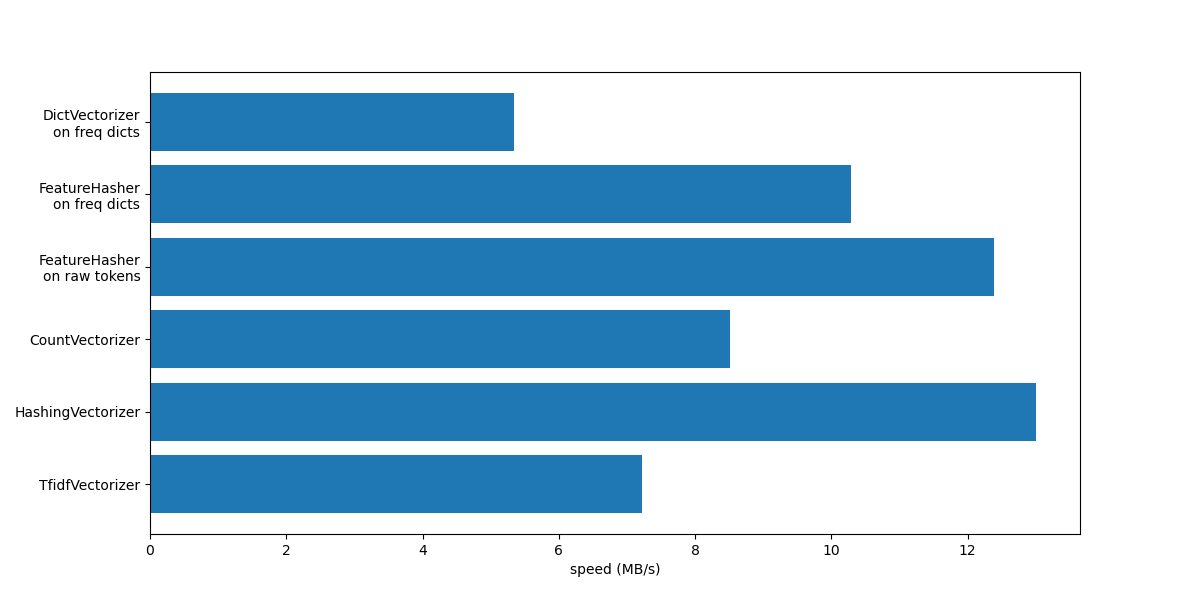 DictVectorizer
on freq dicts
FeatureHasher
on freq dicts
FeatureHasher
on raw tokens
CountVectorizer
HashingVectorizer
TfidfVectorizer
0 2 4 6 8 10 12
speed (MB/s)